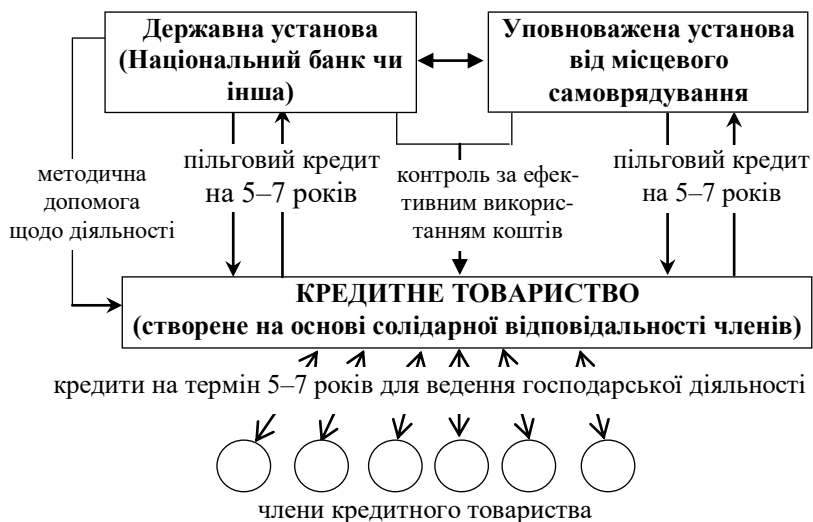 Державна установа
(Національний банк чи
інша)
Уповноважена установа
від місцевого
самоврядування
методична
допомога
щодо діяльності
пільговий кредит
на 5–7 років
контроль за ефек-
тивним викорис-
танням коштів
пільговий кредит
на 5–7 років
КРЕДИТНЕ ТОВАРИСТВО
(створене на основі солідарної відповідальності членів)
кредити на термін 5–7 років для ведення господарської діяльності
члени кредитного товариства